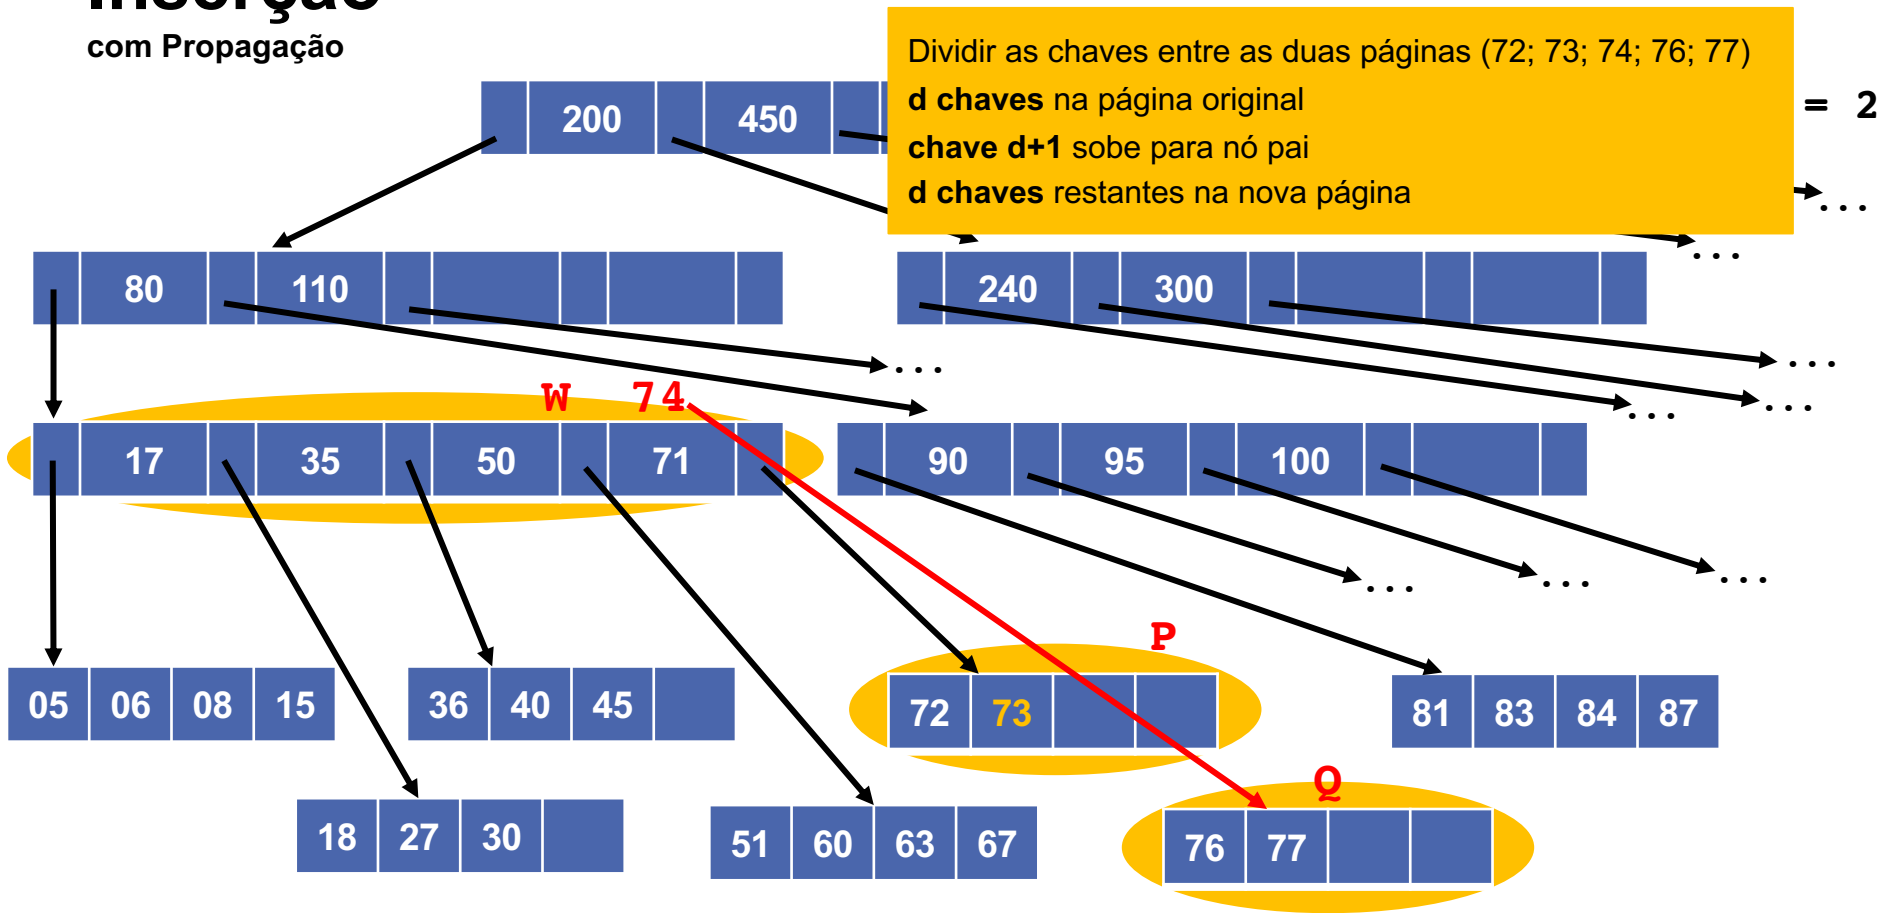 Inserção
com Propagação
Dividir as chaves entre as duas páginas (72; 73; 74; 76; 77)
d chaves na página original
chave d+1 sobe para nó pai
d chaves restantes na nova página
200 450
= 2
...
...
80 110
240 300
...
...
...
...
W 74
17 35 50 71
90 95 100
...
...
...
P
05 06 08 15
36 40 45
72 73
81 83 84 87
Q
18 27 30
51 60 63 67
76 77